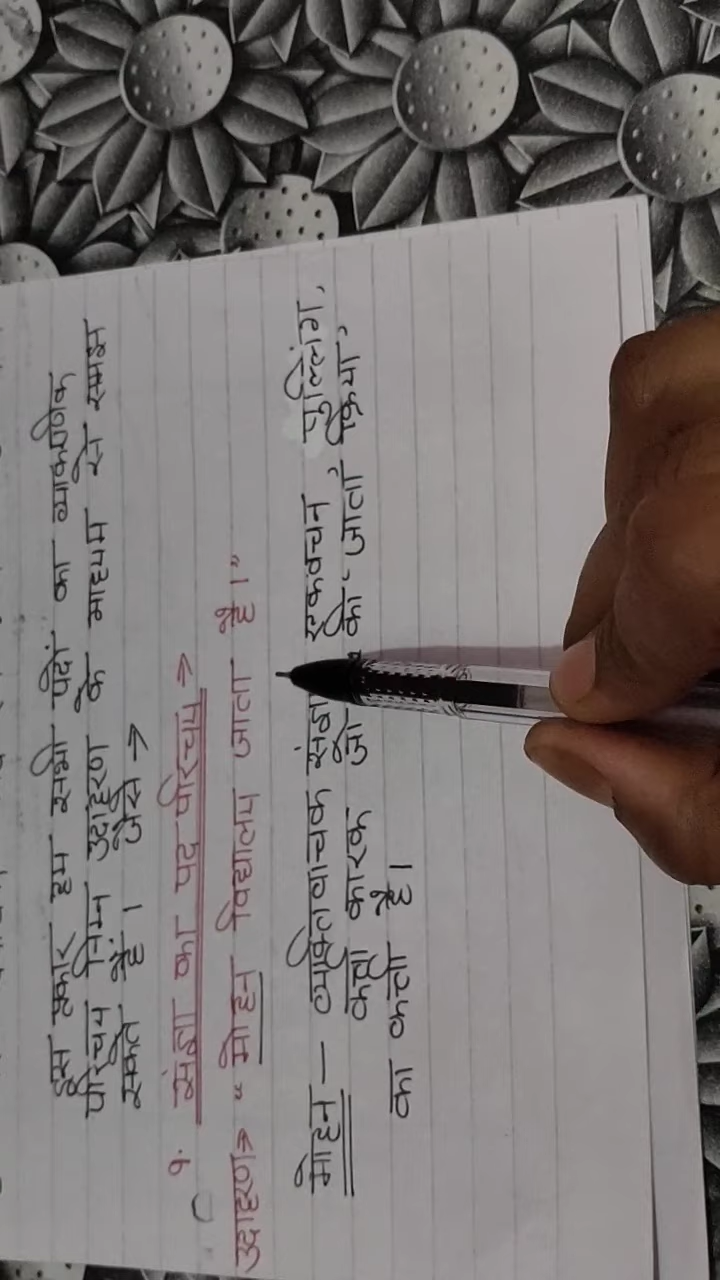 इस प्रकार हम सभी पदों का व्याकरणिक
परिचय निम्न उदाहरण के माध्यम से समझ
सकते हैं। जैसे →
१. संज्ञा का पद परिचय →
उदाहरण→ “मोहन विद्यालय जाता है।”
मोहन — व्यक्तिवाचक संज्ञा एकवचन, पुल्लिंग,
कर्ता कारक जो की “जाता” क्रिया,
का कर्ता है।